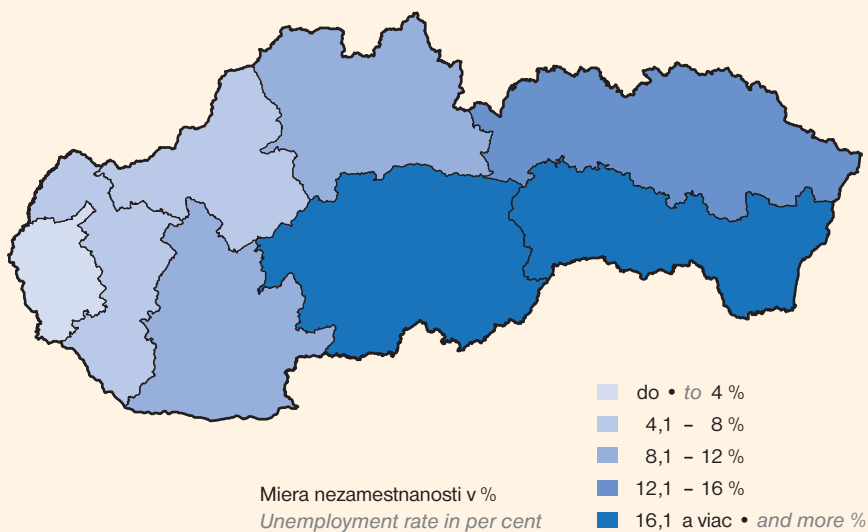 do • to 4 %
4,1 – 8 %
8,1 – 12 %
12,1 – 16 %
16,1 a viac • and more %
Miera nezamestnanosti v %
Unemployment rate in per cent